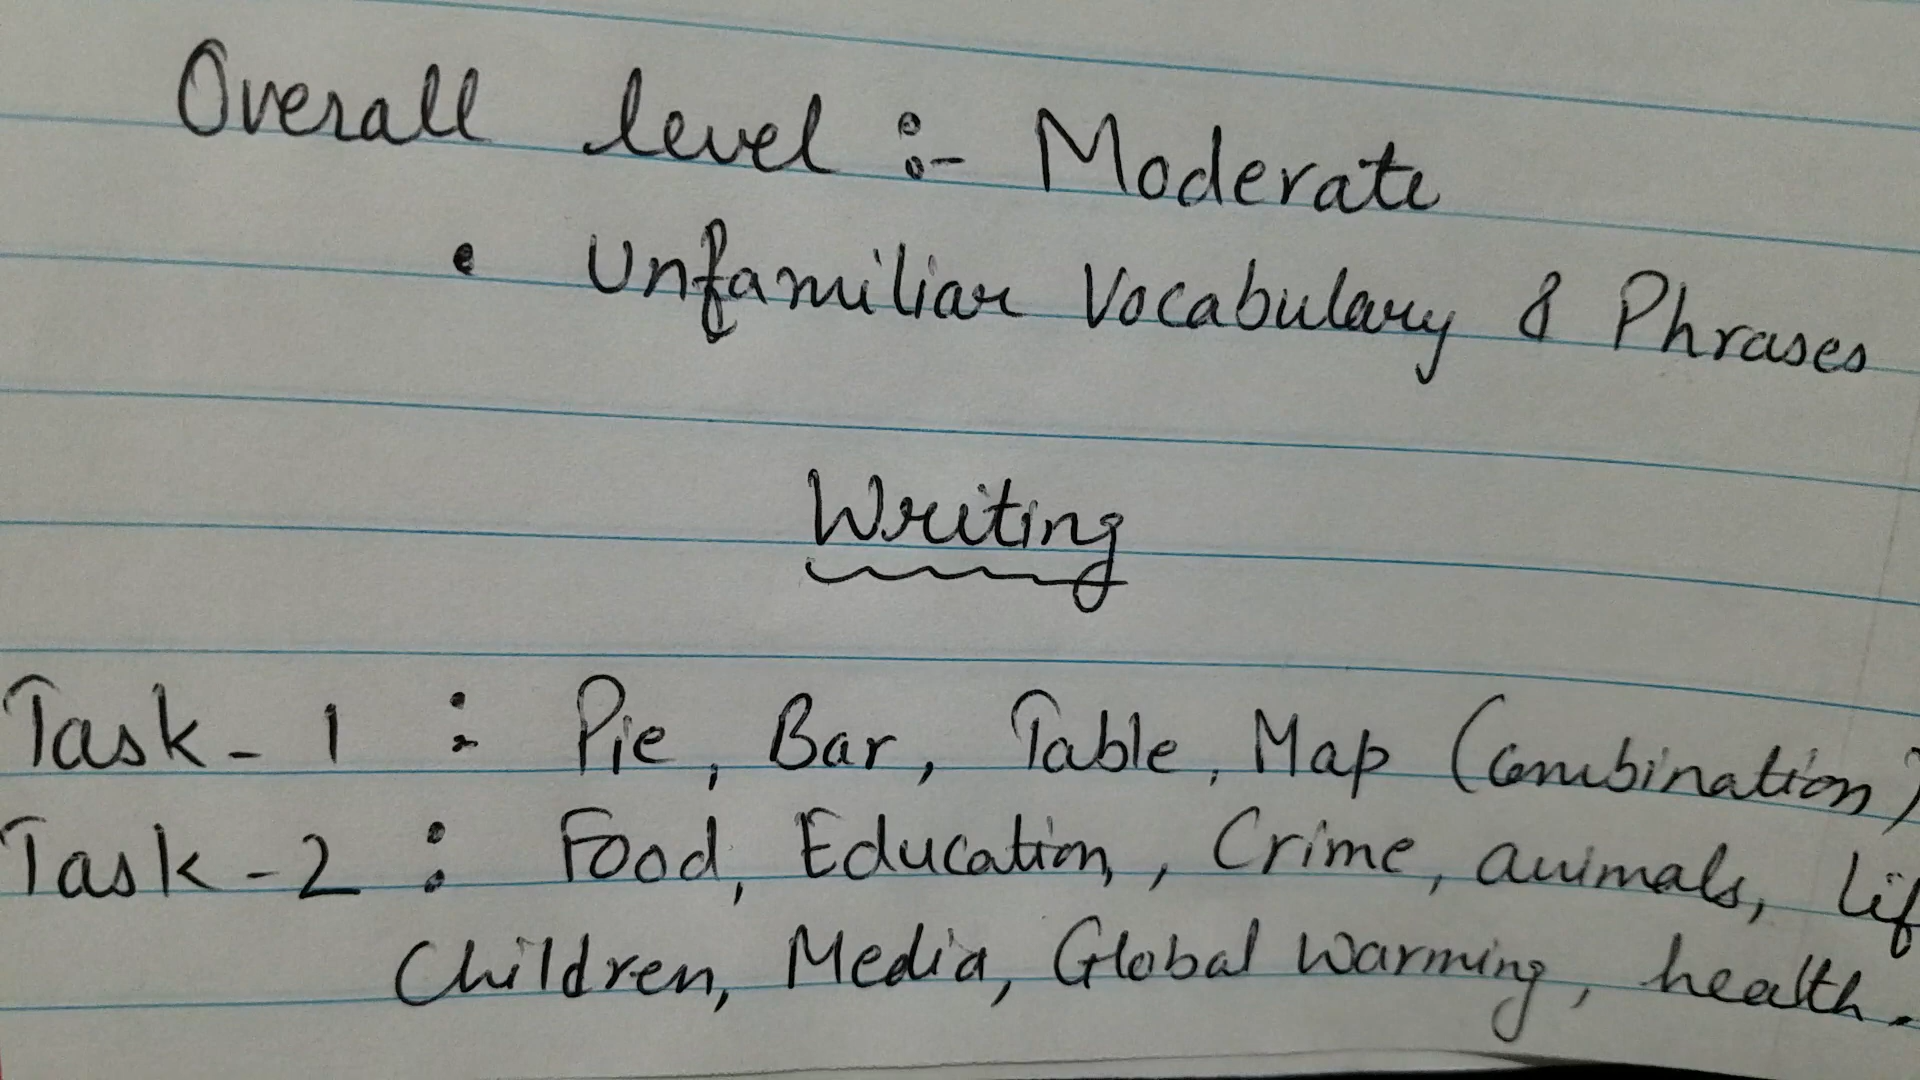 Overall level :- Moderate
• Unfamiliar Vocabulary & Phrases
Writing
Task-1 : Pie, Bar, Table, Map (Combination)
Task-2 : Food, Education, Crime, animals,
Children, Media, Global Warming, health.